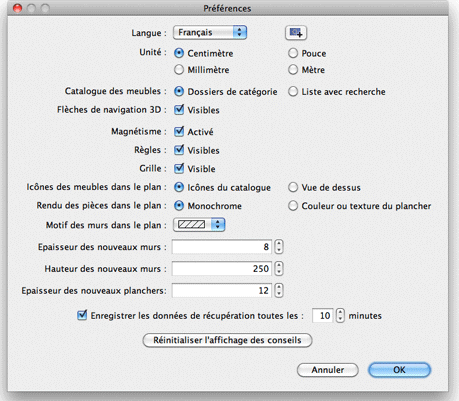 Préférences
Langue : Français
Unité : Centimètre Pouce
Millimètre Mètre
Catalogue des meubles : Dossiers de catégorie Liste avec recherche
Flèches de navigation 3D : Visibles
Magnétisme : Activé
Règles : Visibles
Grille : Visible
Icônes des meubles dans le plan : Icônes du catalogue Vue de dessus
Rendu des pièces dans le plan : Monochrome Couleur ou texture du plancher
Motif des murs dans le plan :
Epaisseur des nouveaux murs : 8
Hauteur des nouveaux murs : 250
Epaisseur des nouveaux planchers: 12
Enregistrer les données de récupération toutes les : 10 minutes
Réinitialiser l'affichage des conseils
Annuler OK